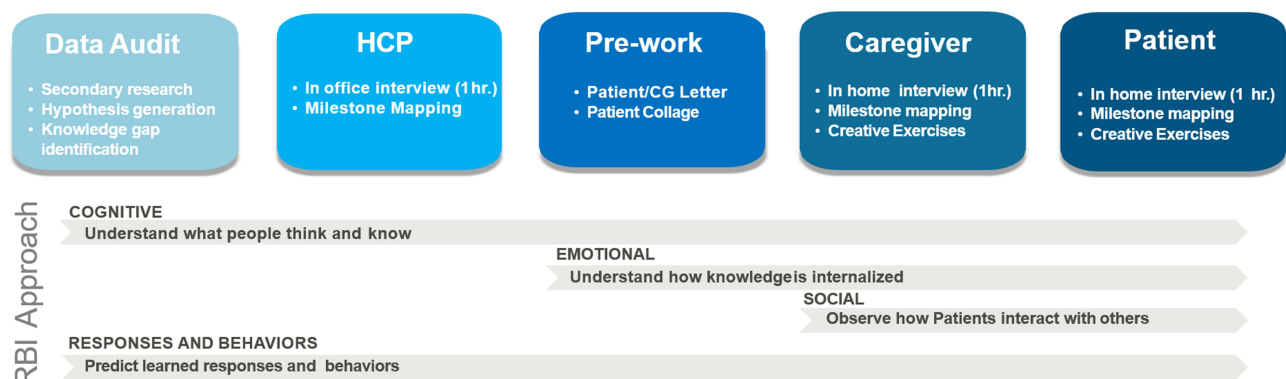 Data Audit
• Secondary research
• Hypothesis generation
• Knowledge gap
identification
HCP
• In office interview (1hr.)
• Milestone Mapping
Pre-work
• Patient/CG Letter
• Patient Collage
Caregiver
• In home interview (1hr.)
• Milestone mapping
• Creative Exercises
Patient
• In home interview (1 hr.)
• Milestone mapping
• Creative Exercises
RBI Approach
COGNITIVE
Understand what people think and know
EMOTIONAL
Understand how knowledgeis internalized
SOCIAL
Observe how Patients interact with others
RESPONSES AND BEHAVIORS
Predict learned responses and behaviors